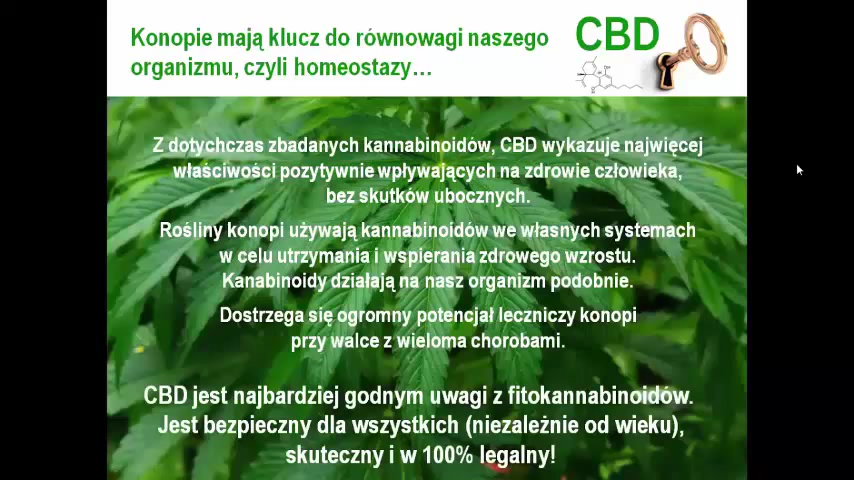 Konopie mają klucz do równowagi naszego
organizmu, czyli homeostazy...
CBD
Z dotychczas zbadanych kannabinoidów, CBD wykazuje najwięcej
właściwości pozytywnie wpływających na zdrowie człowieka,
bez skutków ubocznych.
Rośliny konopi używają kannabinoidów we własnych systemach
w celu utrzymania i wspierania zdrowego wzrostu.
Kanabinoidy działają na nasz organizm podobnie.
Dostrzega się ogromny potencjał leczniczy konopi
przy walce z wieloma chorobami.
CBD jest najbardziej godnym uwagi z fitokannabinoidów.
Jest bezpieczny dla wszystkich (niezależnie od wieku),
skuteczny i w 100% legalny!